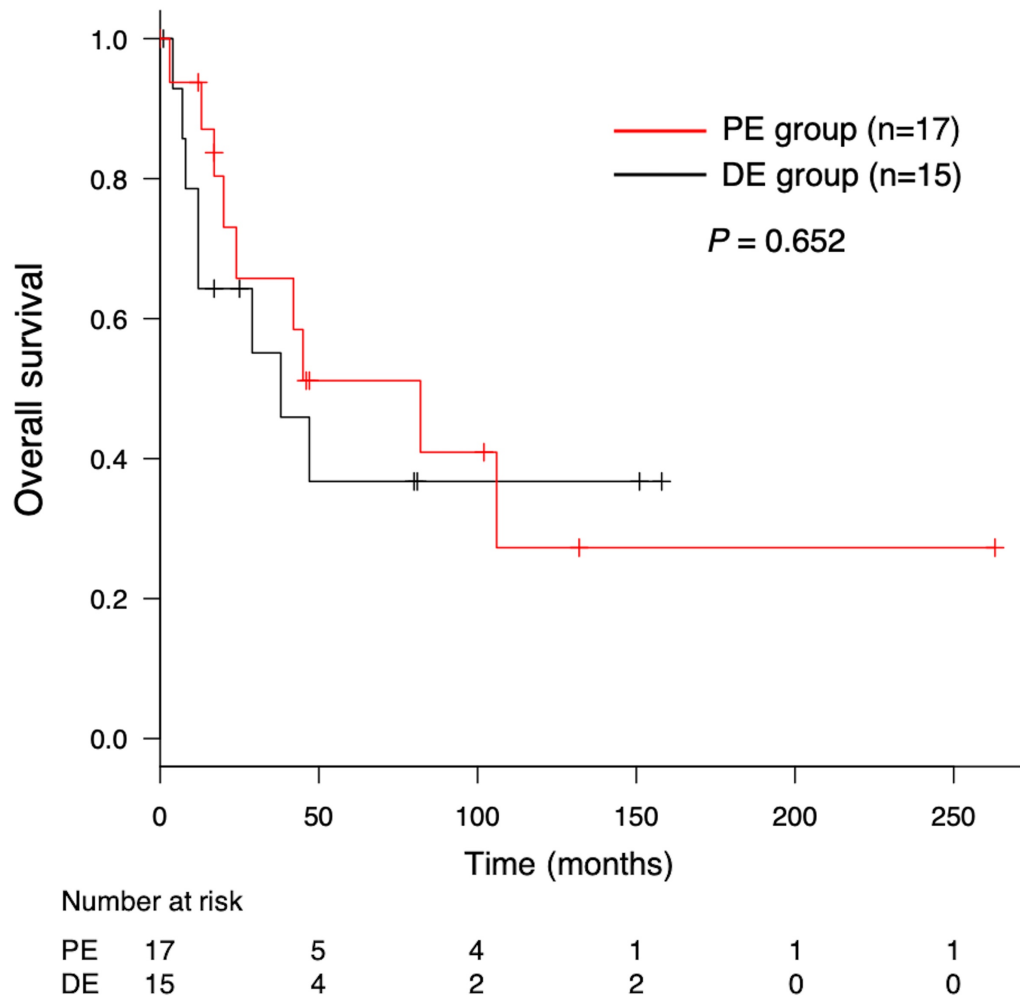 Overall survival
1.0
0.8
0.6
0.4
0.2
0.0
PE group (n=17)
DE group (n=15)
P = 0.652
0 50 100 150 200 250
Time (months)
Number at risk
PE 17 5 4 1 1 1
DE 15 4 2 2 0 0